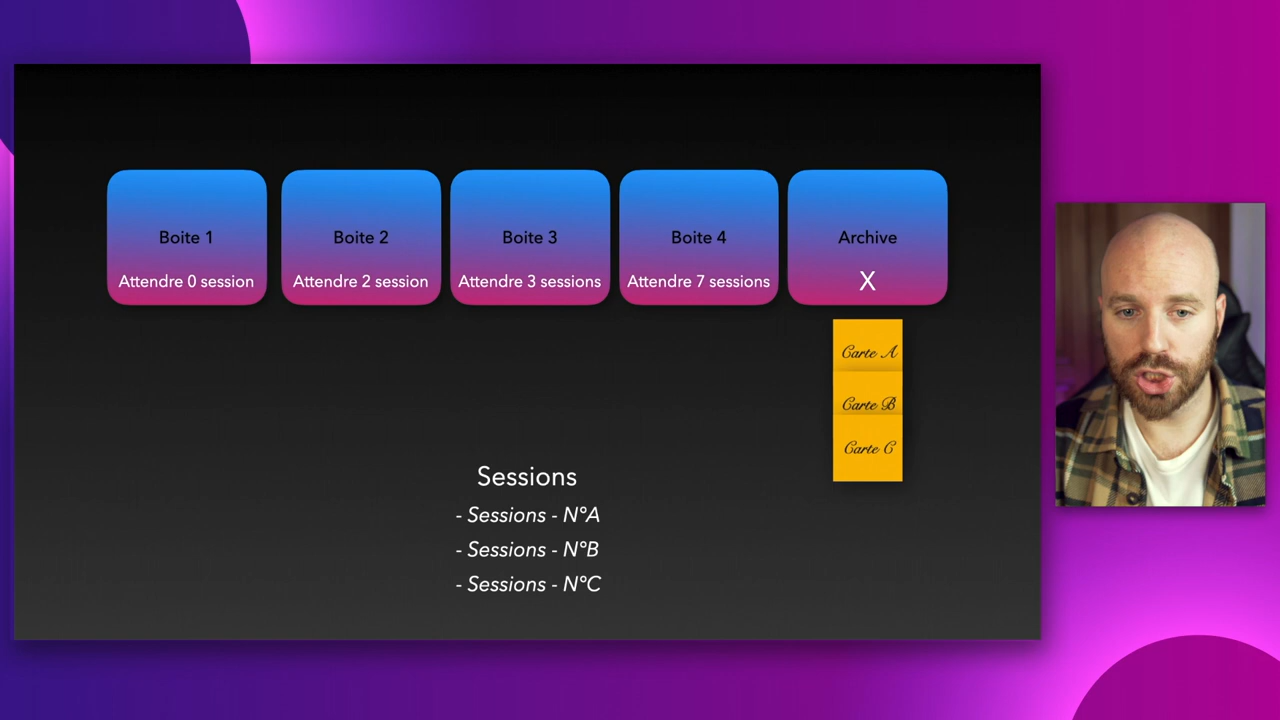 Boite 1
Attendre 0 session
Boite 2
Attendre 2 session
Boite 3
Attendre 3 sessions
Boite 4
Attendre 7 sessions
Archive
X
Carte A
Carte B
Carte C
Sessions
- Sessions - N°A
- Sessions - N°B
- Sessions - N°C